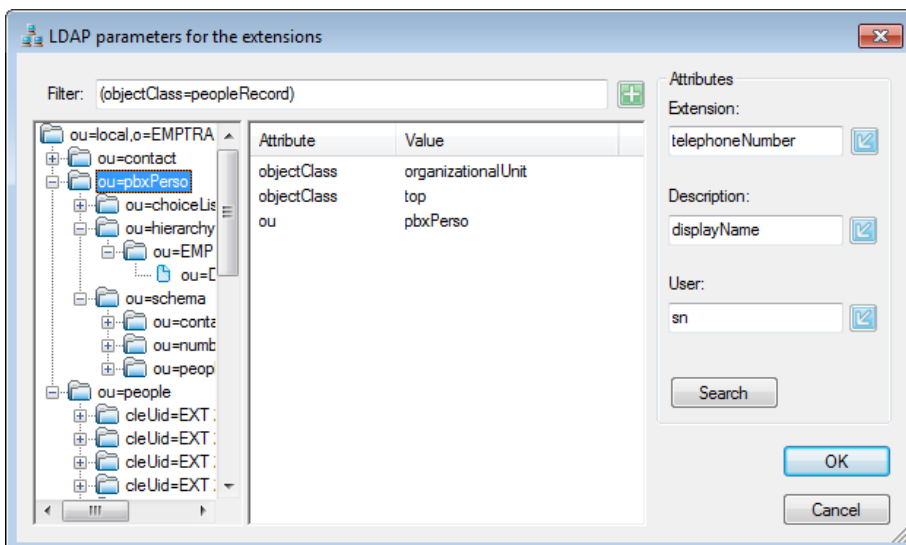 LDAP parameters for the extensions
Filter:
(objectClass=peopleRecord)
ou=local,o=EMPTRA
ou=contact
ou=pbxPerso
ou=choiceLis
ou=hierarchy
ou=EMP
ou=D
ou=schema
ou=conta
ou=numb
ou=peopl
ou=people
cleUid=EXT
cleUid=EXT
cleUid=EXT
cleUid=EXT
Attribute Value
objectClass organizationalUnit
objectClass top
ou pbxPerso
Attributes
Extension:
telephoneNumber
Description:
displayName
User:
sn
Search
OK
Cancel